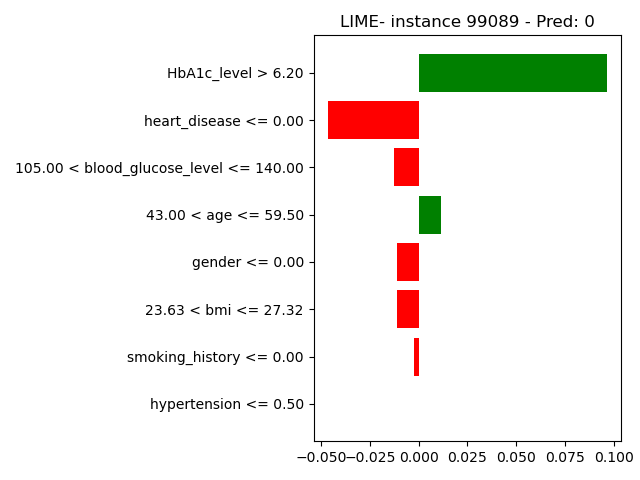 LIME- instance 99089 - Pred: 0
HbA1c_level > 6.20
heart_disease <= 0.00
105.00 < blood_glucose_level <= 140.00
43.00 < age <= 59.50
gender <= 0.00
23.63 < bmi <= 27.32
smoking_history <= 0.00
hypertension <= 0.50
−0.050 −0.025 0.000 0.025 0.050 0.075 0.100